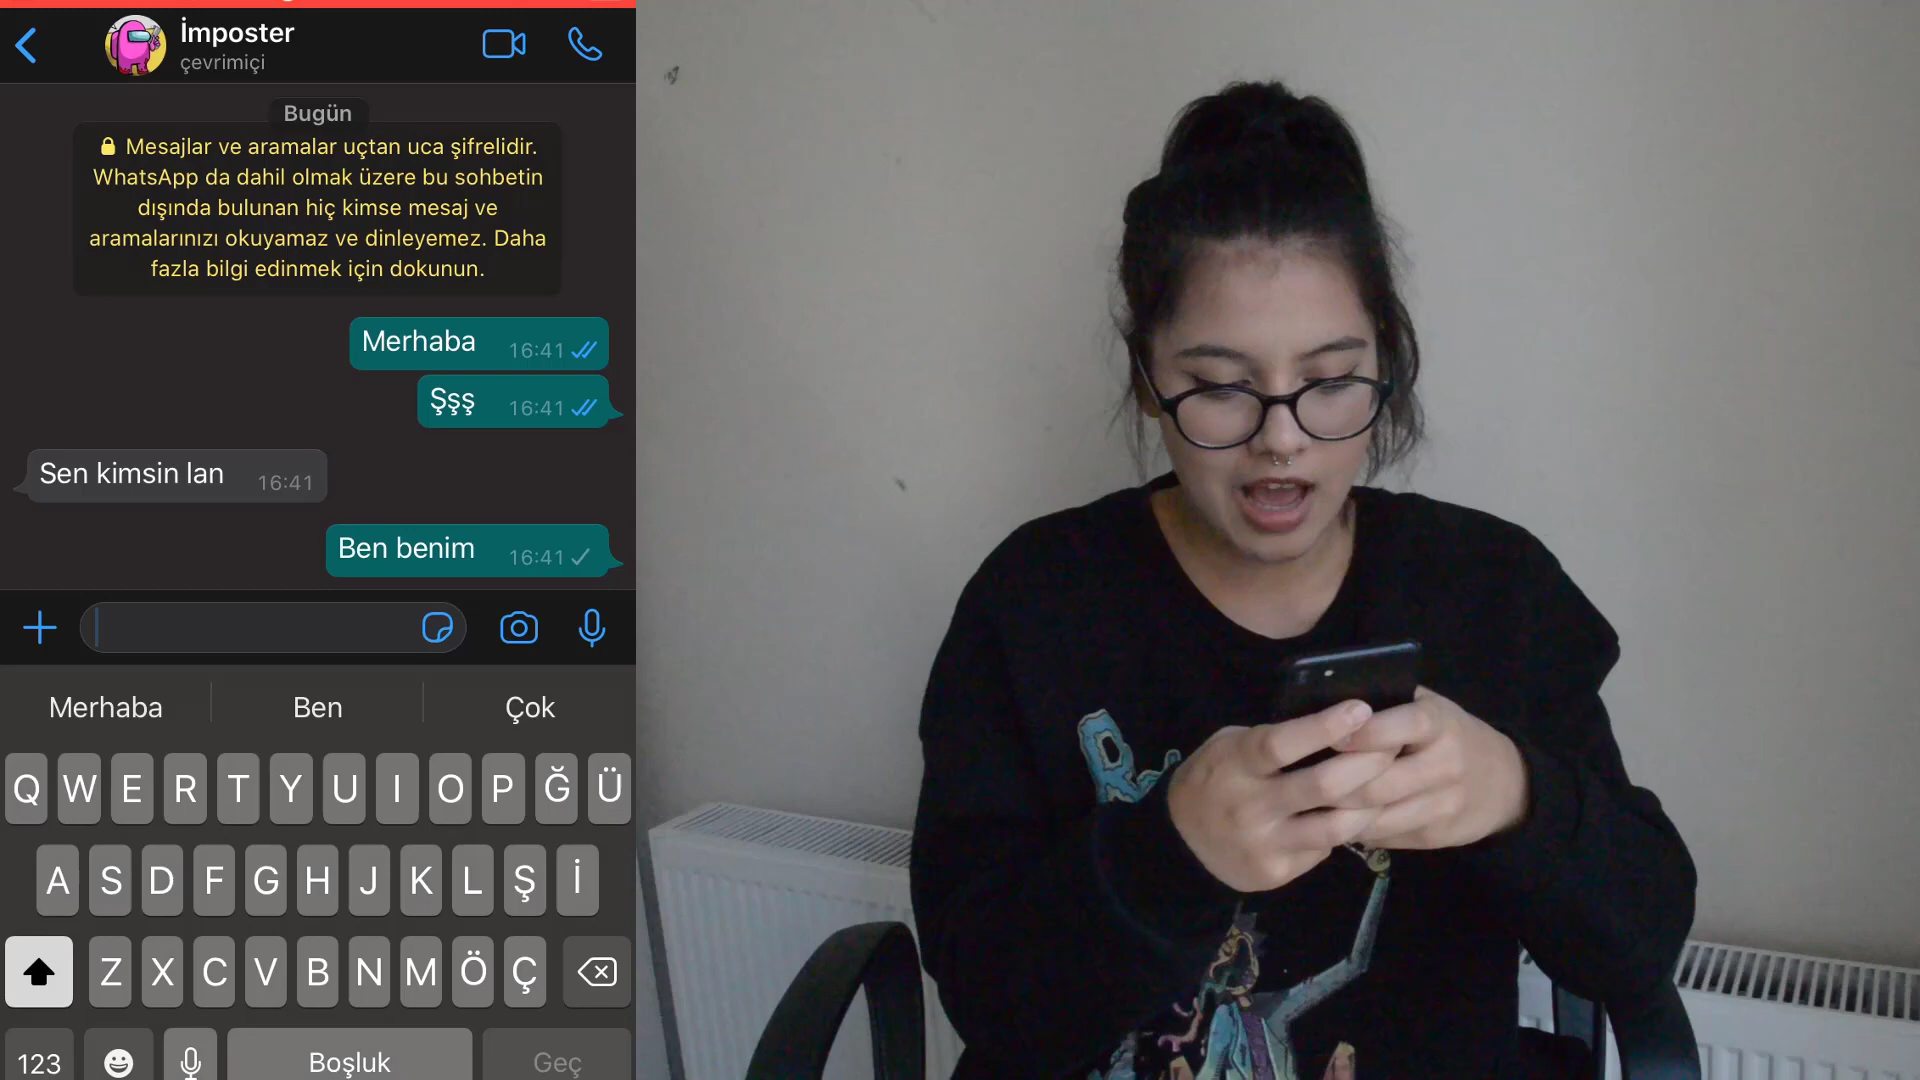 İmposter
çevrimiçi
Bugün
Mesajlar ve aramalar uçtan uca şifrelidir.
WhatsApp da dahil olmak üzere bu sohbetin
dışında bulunan hiç kimse mesaj ve
aramalarınızı okuyamaz ve dinleyemez. Daha
fazla bilgi edinmek için dokunun.
Merhaba 16:41
Şşş 16:41
Sen kimsin lan 16:41
Ben benim 16:41
Merhaba Ben Çok
Q W E R T Y U I O P Ğ Ü
A S D F G H J K L Ş İ
Z X C V B N M Ö Ç
123 Boşluk Geç